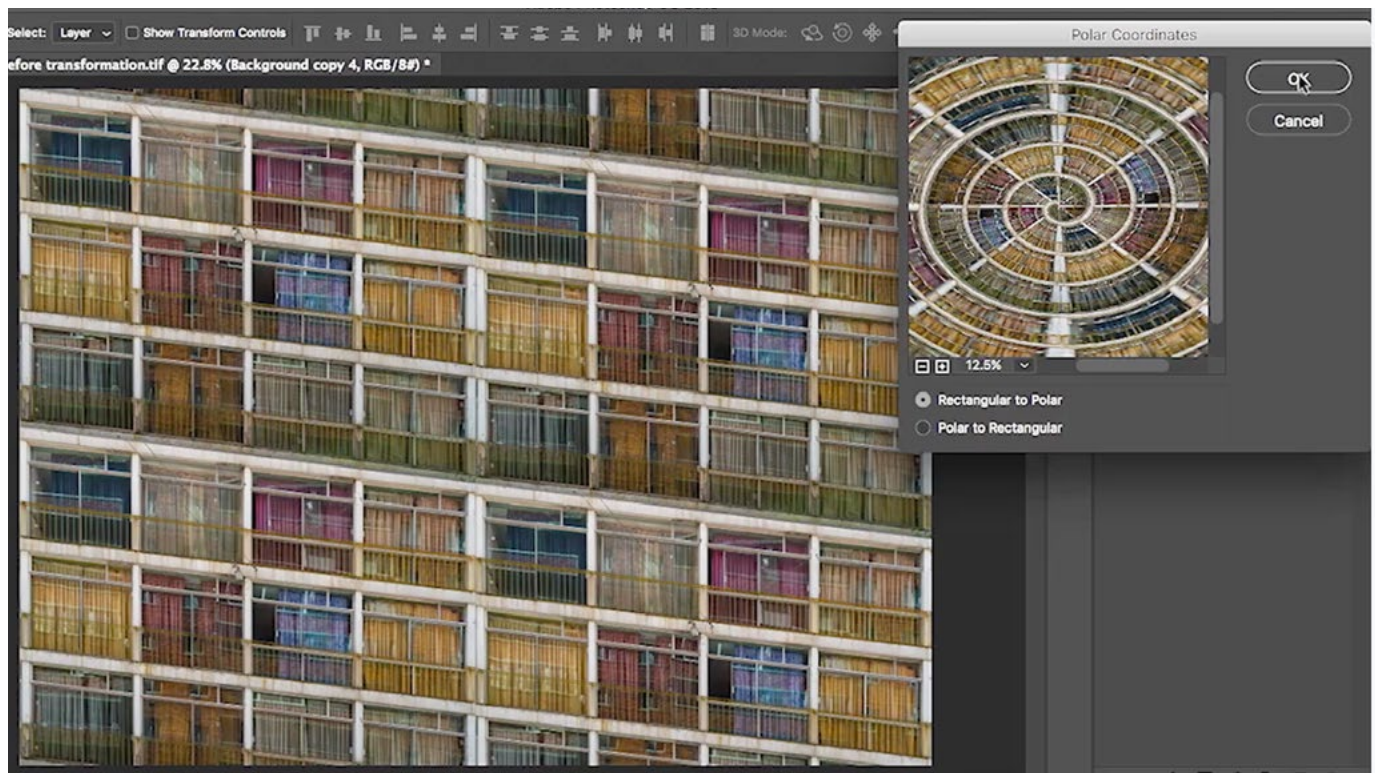 Select: Layer Show Transform Controls 3D Mode:
Polar Coordinates
efore transformation.tif @ 22.8% (Background copy 4, RGB/8#) *
OK
Cancel
12.5%
Rectangular to Polar
Polar to Rectangular